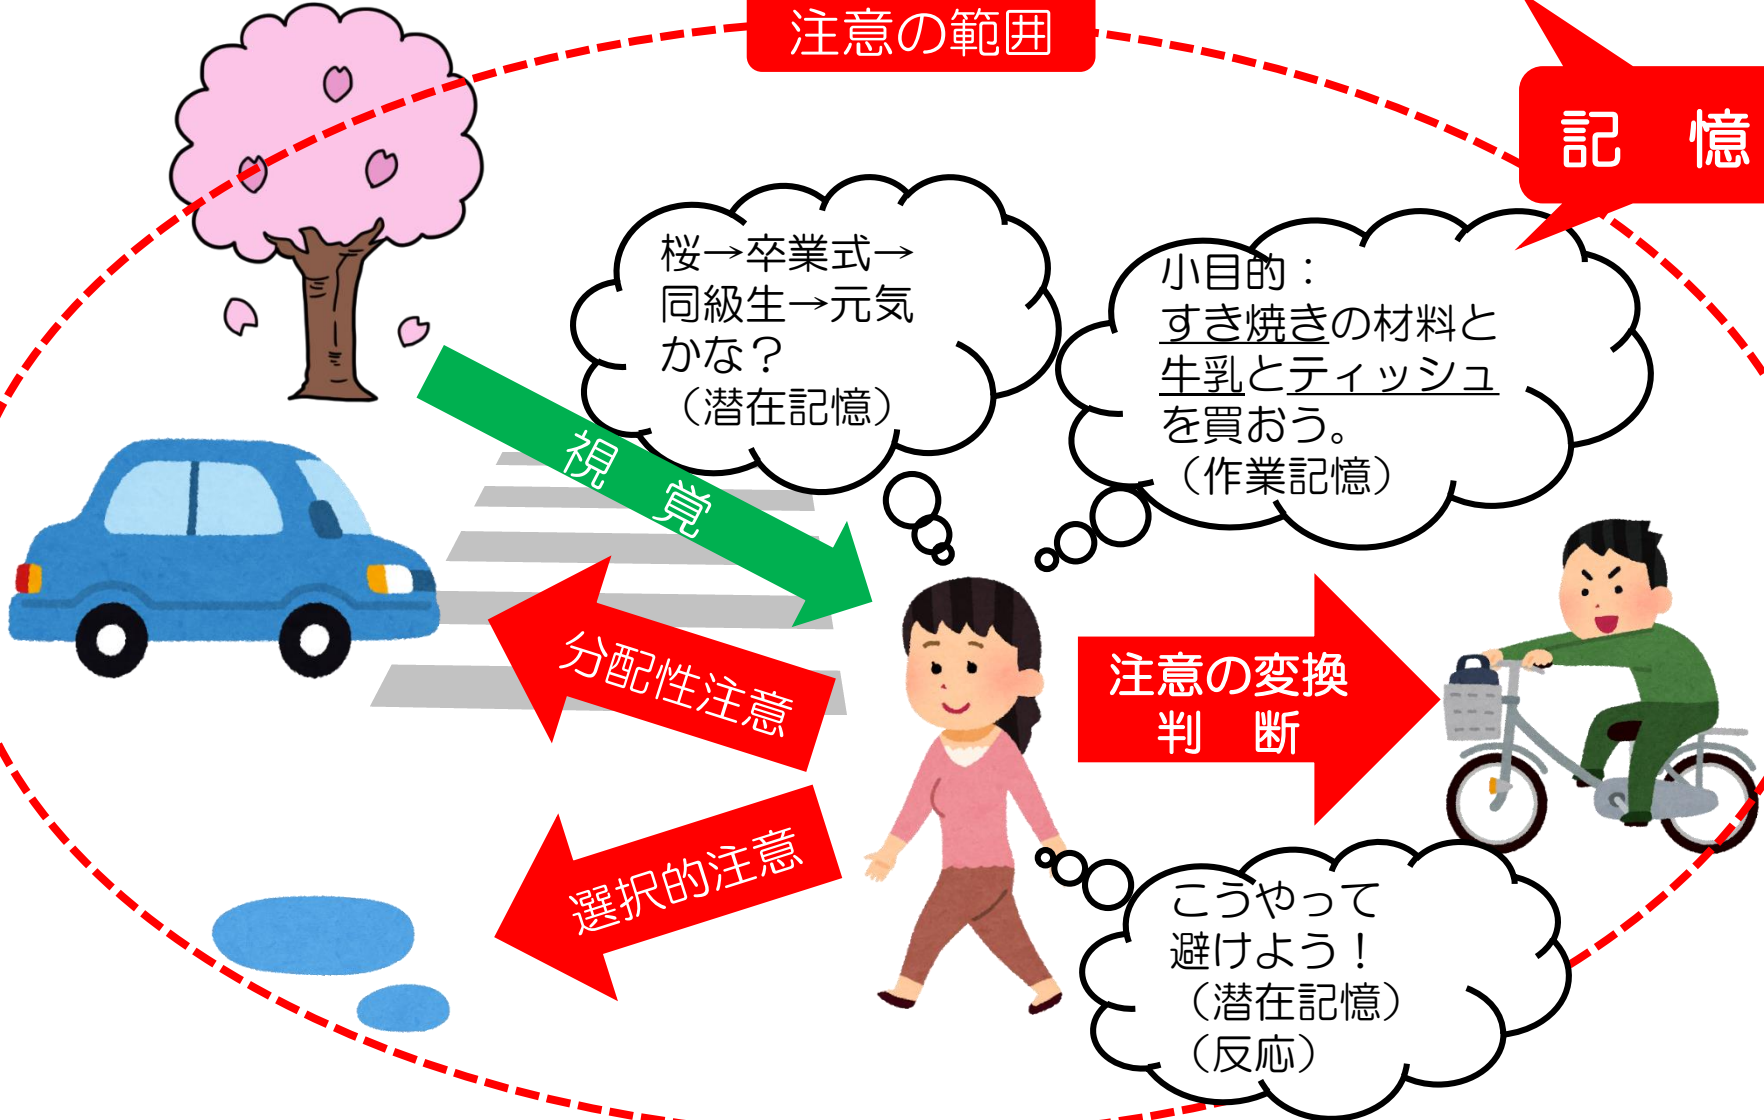 注意の範囲
記　憶
桜→卒業式→
同級生→元気
かな？
（潜在記憶）
小目的：
すき焼きの材料と
牛乳とティッシュ
を買おう。
（作業記憶）
視　覚
分配性注意
注意の変換
判　断
選択的注意
こうやって
避けよう！
（潜在記憶）
（反応）